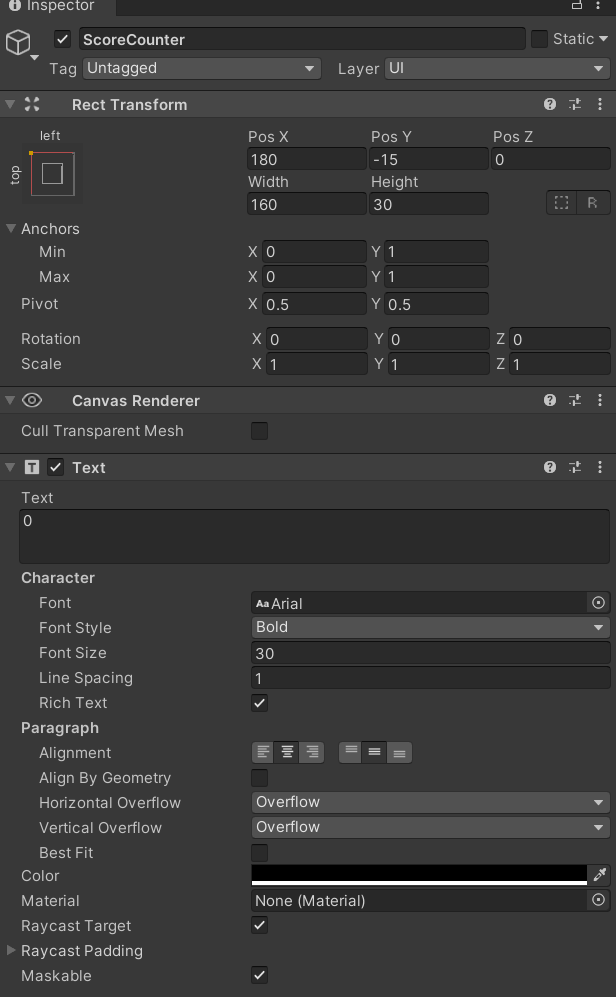 Inspector
ScoreCounter Static
Tag Untagged Layer UI
Rect Transform
left
top
Pos X Pos Y Pos Z
180 -15 0
Width Height
160 30
R
Anchors
Min X 0 Y 1
Max X 0 Y 1
Pivot X 0.5 Y 0.5
Rotation X 0 Y 0 Z 0
Scale X 1 Y 1 Z 1
Canvas Renderer
Cull Transparent Mesh
T Text
Text
0
Character
Font Aa Arial
Font Style Bold
Font Size 30
Line Spacing 1
Rich Text
Paragraph
Alignment
Align By Geometry
Horizontal Overflow Overflow
Vertical Overflow Overflow
Best Fit
Color
Material None (Material)
Raycast Target
Raycast Padding
Maskable